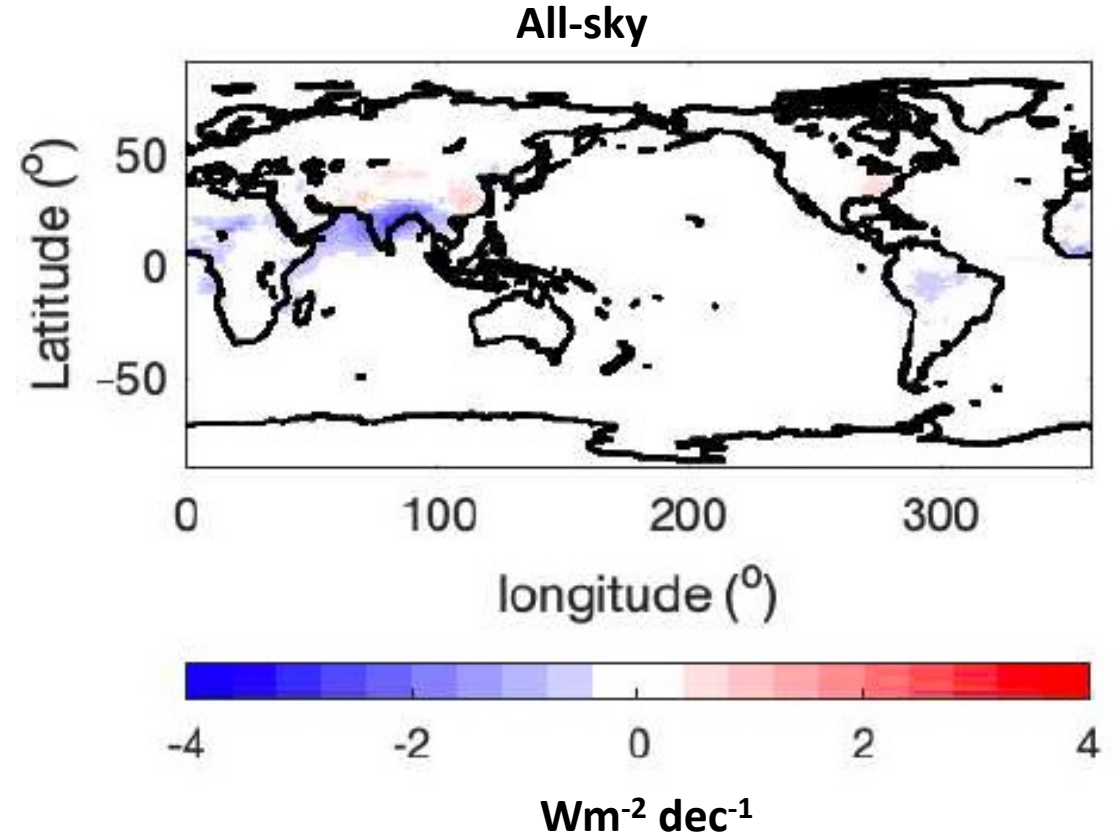 All-sky
Latitude (º)
50
0
−50
0 100 200 300
longitude (º)
-4 -2 0 2 4
Wm⁻² dec⁻¹